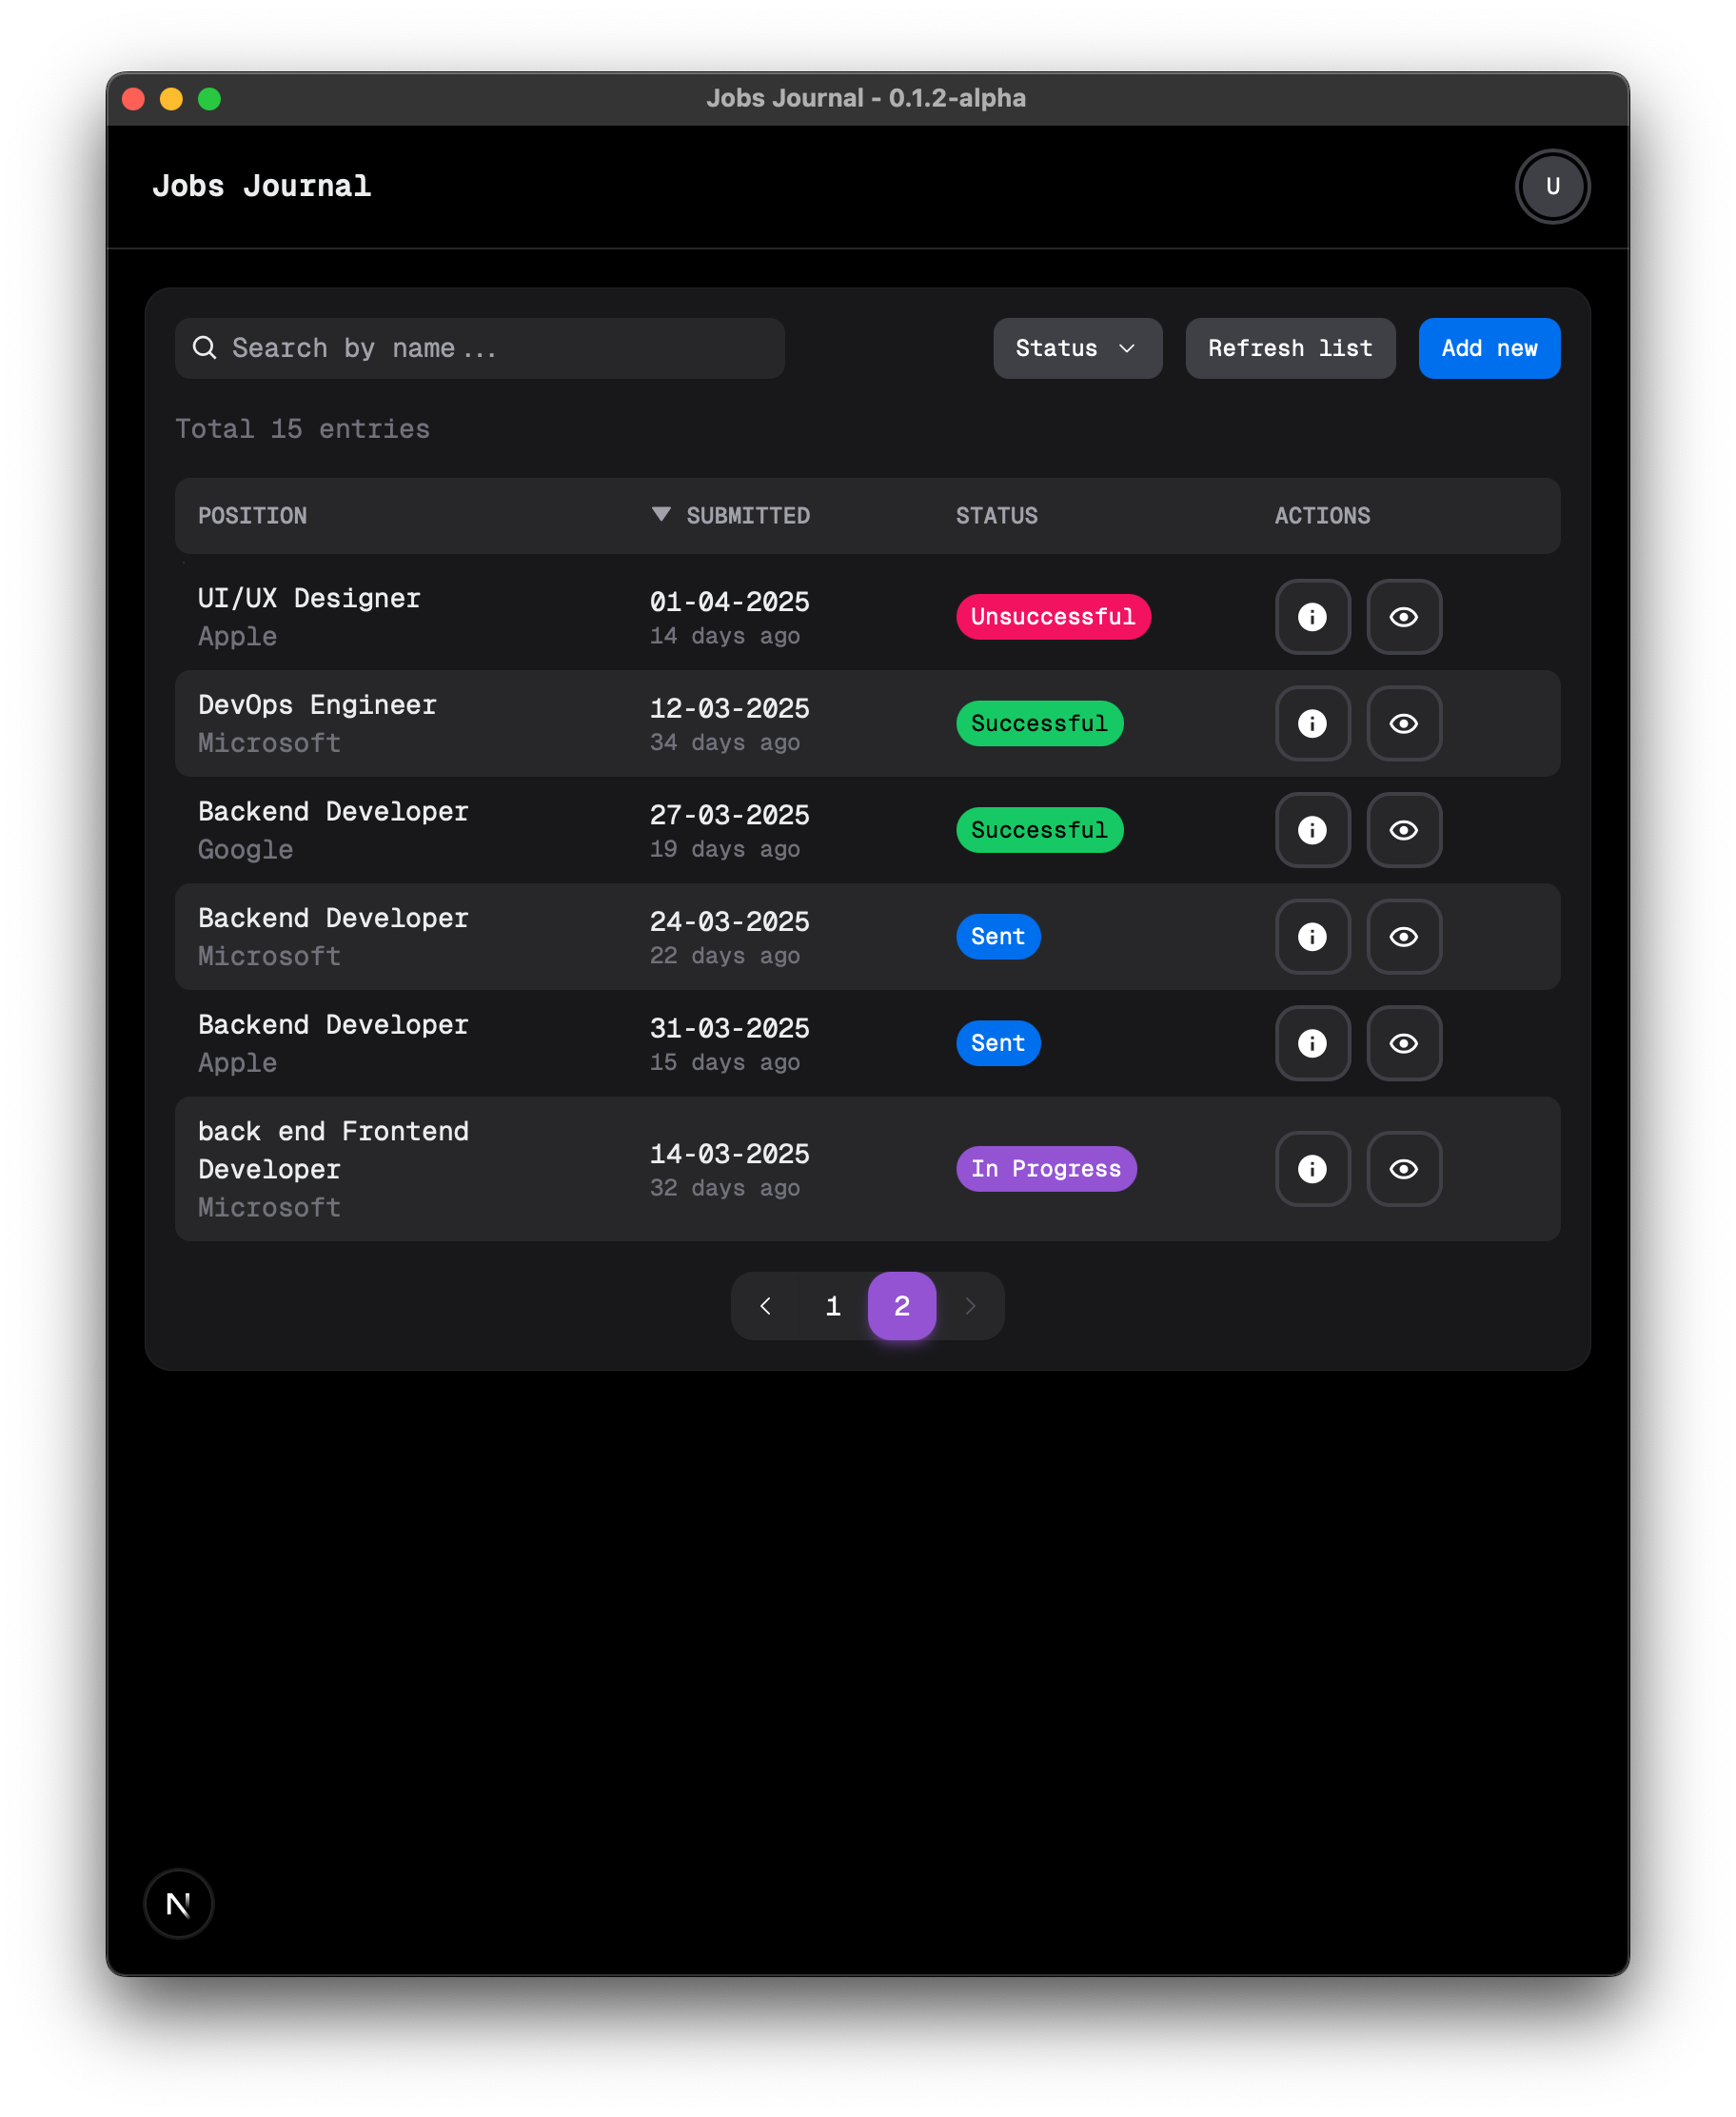 Jobs Journal - 0.1.2-alpha
Jobs Journal
U
Search by name...
Status
Refresh list
Add new
Total 15 entries
POSITION
SUBMITTED
STATUS
ACTIONS
UI/UX Designer
Apple
01-04-2025
14 days ago
Unsuccessful
DevOps Engineer
Microsoft
12-03-2025
34 days ago
Successful
Backend Developer
Google
27-03-2025
19 days ago
Successful
Backend Developer
Microsoft
24-03-2025
22 days ago
Sent
Backend Developer
Apple
31-03-2025
15 days ago
Sent
back end Frontend
Developer
Microsoft
14-03-2025
32 days ago
In Progress
1
2
N